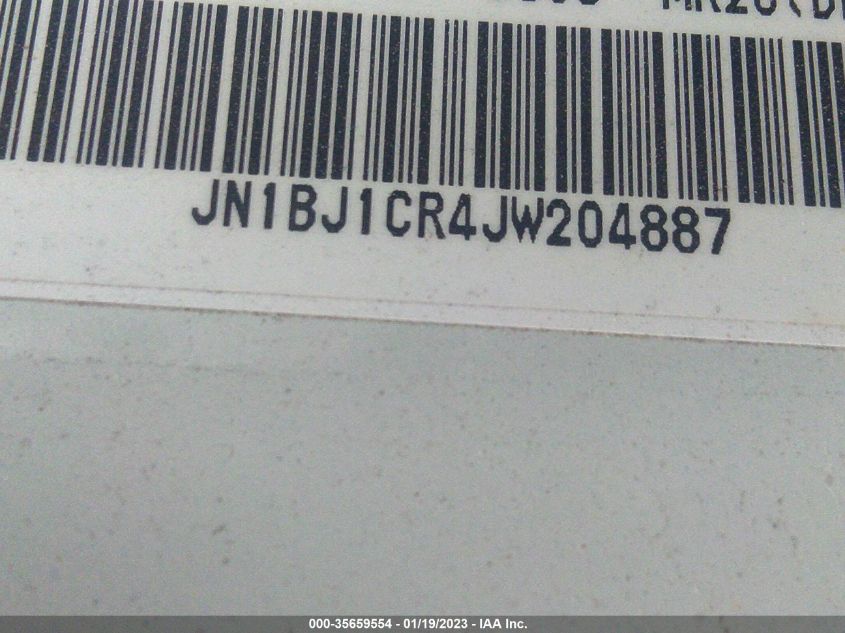 JN1BJ1CR4JW204887
000-35659554 - 01/19/2023 - IAA Inc.